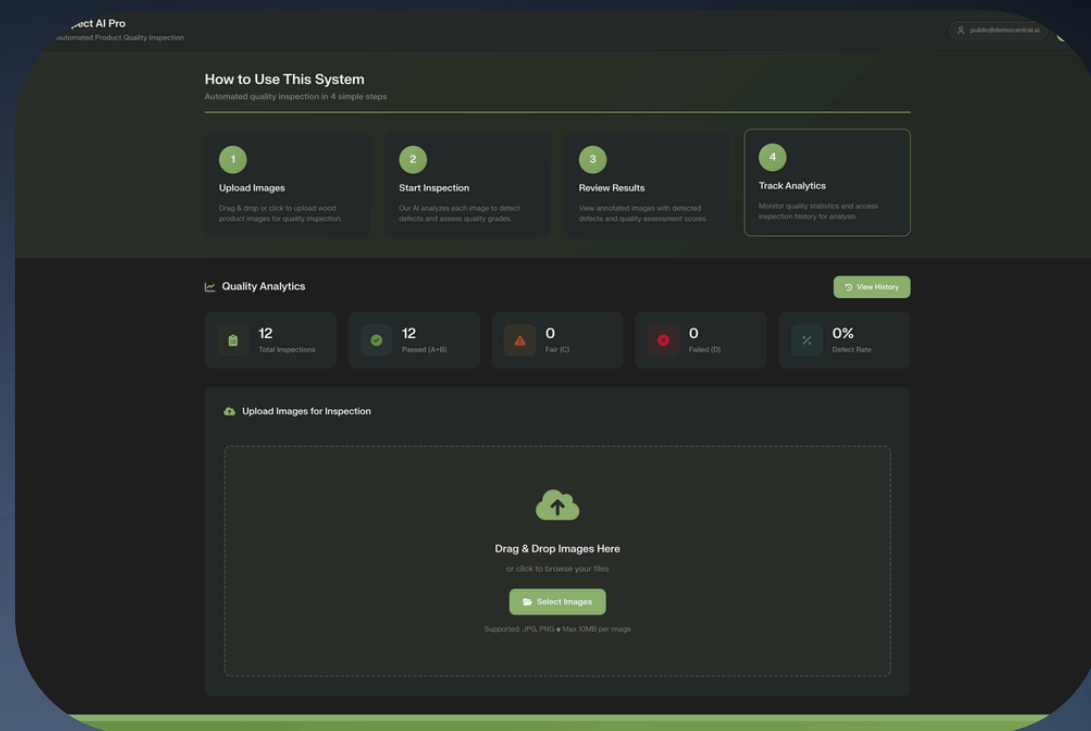 AI Pro
Automated Product Quality Inspection
public@democentral.ai
How to Use This System
Automated quality inspection in 4 simple steps
1
Upload Images
Drag & drop or click to upload wood
product images for quality inspection.
2
Start Inspection
Our AI analyzes each image to detect
defects and assess quality grades.
3
Review Results
View annotated images with detected
defects and quality assessment scores.
4
Track Analytics
Monitor quality statistics and access
inspection history for analysis.
Quality Analytics
View History
12
Total Inspections
12
Passed (A+B)
0
Fair (C)
0
Failed (D)
0%
Defect Rate
Upload Images for Inspection
Drag & Drop Images Here
or click to browse your files
Select Images
Supported: JPG, PNG • Max 10MB per image